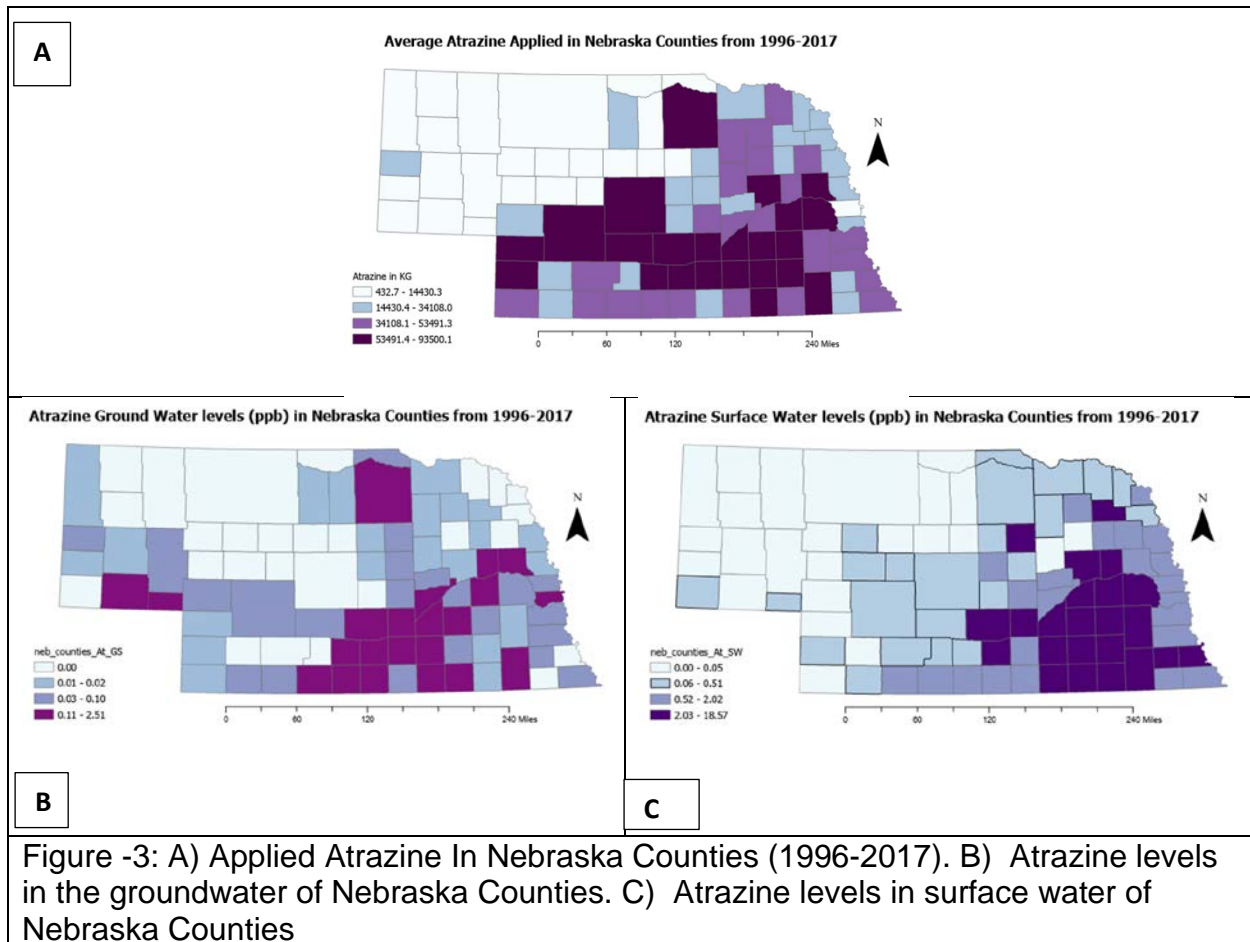 A
Average Atrazine Applied in Nebraska Counties from 1996-2017
N
Atrazine in KG
432.7 - 14430.3
14430.4 - 34108.0
34108.1 - 53491.3
53491.4 - 93500.1
0 60 120 240 Miles
Atrazine Ground Water levels (ppb) in Nebraska Counties from 1996-2017
N
neb_counties_At_GS
0.00
0.01 - 0.02
0.03 - 0.10
0.11 - 2.51
0 60 120 240 Miles
B
Atrazine Surface Water levels (ppb) in Nebraska Counties from 1996-2017
N
neb_counties_At_SW
0.00 - 0.05
0.06 - 0.51
0.52 - 2.02
2.03 - 18.57
0 60 120 240 Miles
C
Figure -3: A) Applied Atrazine In Nebraska Counties (1996-2017). B) Atrazine levels
in the groundwater of Nebraska Counties. C) Atrazine levels in surface water of
Nebraska Counties